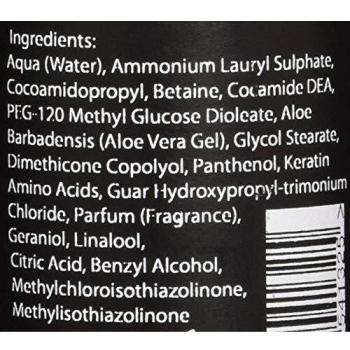 Ingredients:
Aqua (Water), Ammonium Lauryl Sulphate,
Cocoamidopropyl, Betaine, Cocamide DEA,
PEG-120 Methyl Glucose Dioleate, Aloe
Barbadensis (Aloe Vera Gel), Glycol Stearate,
Dimethicone Copolyol, Panthenol, Keratin
Amino Acids, Guar Hydroxypropyl-trimonium
Chloride, Parfum (Fragrance),
Geraniol, Linalool,
Citric Acid, Benzyl Alcohol,
Methylchloroisothiazolinone,
Methylisothiazolinone